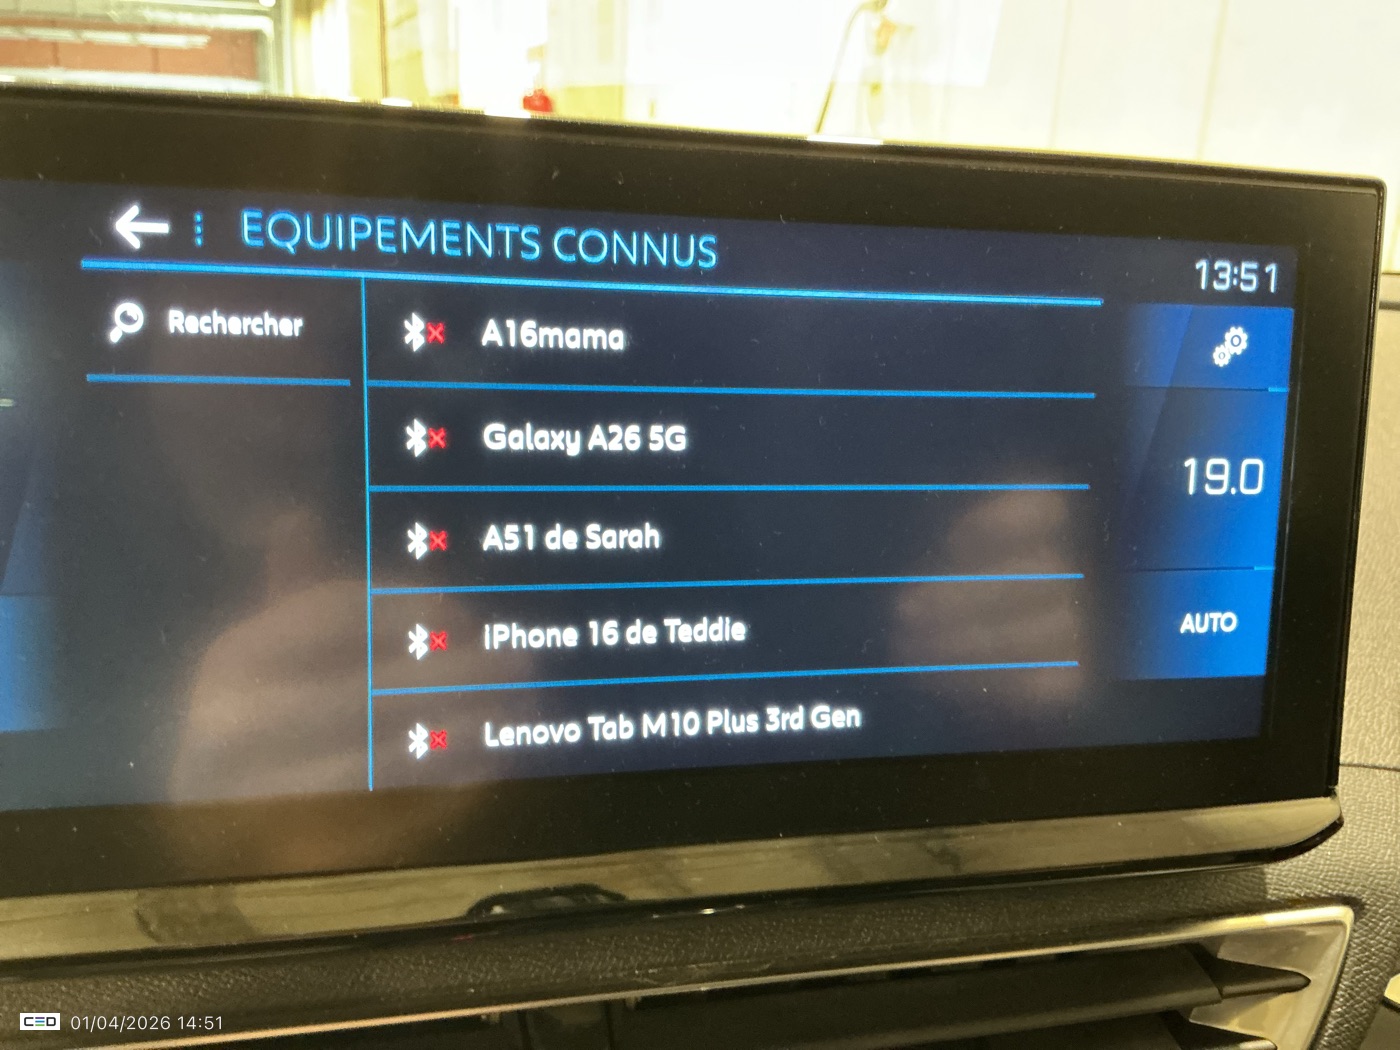 EQUIPEMENTS CONNUS
13:51
Rechercher
A16mama
Galaxy A26 5G
19.0
A51 de Sarah
iPhone 16 de Teddie
AUTO
Lenovo Tab M10 Plus 3rd Gen
CED 01/04/2026 14:51